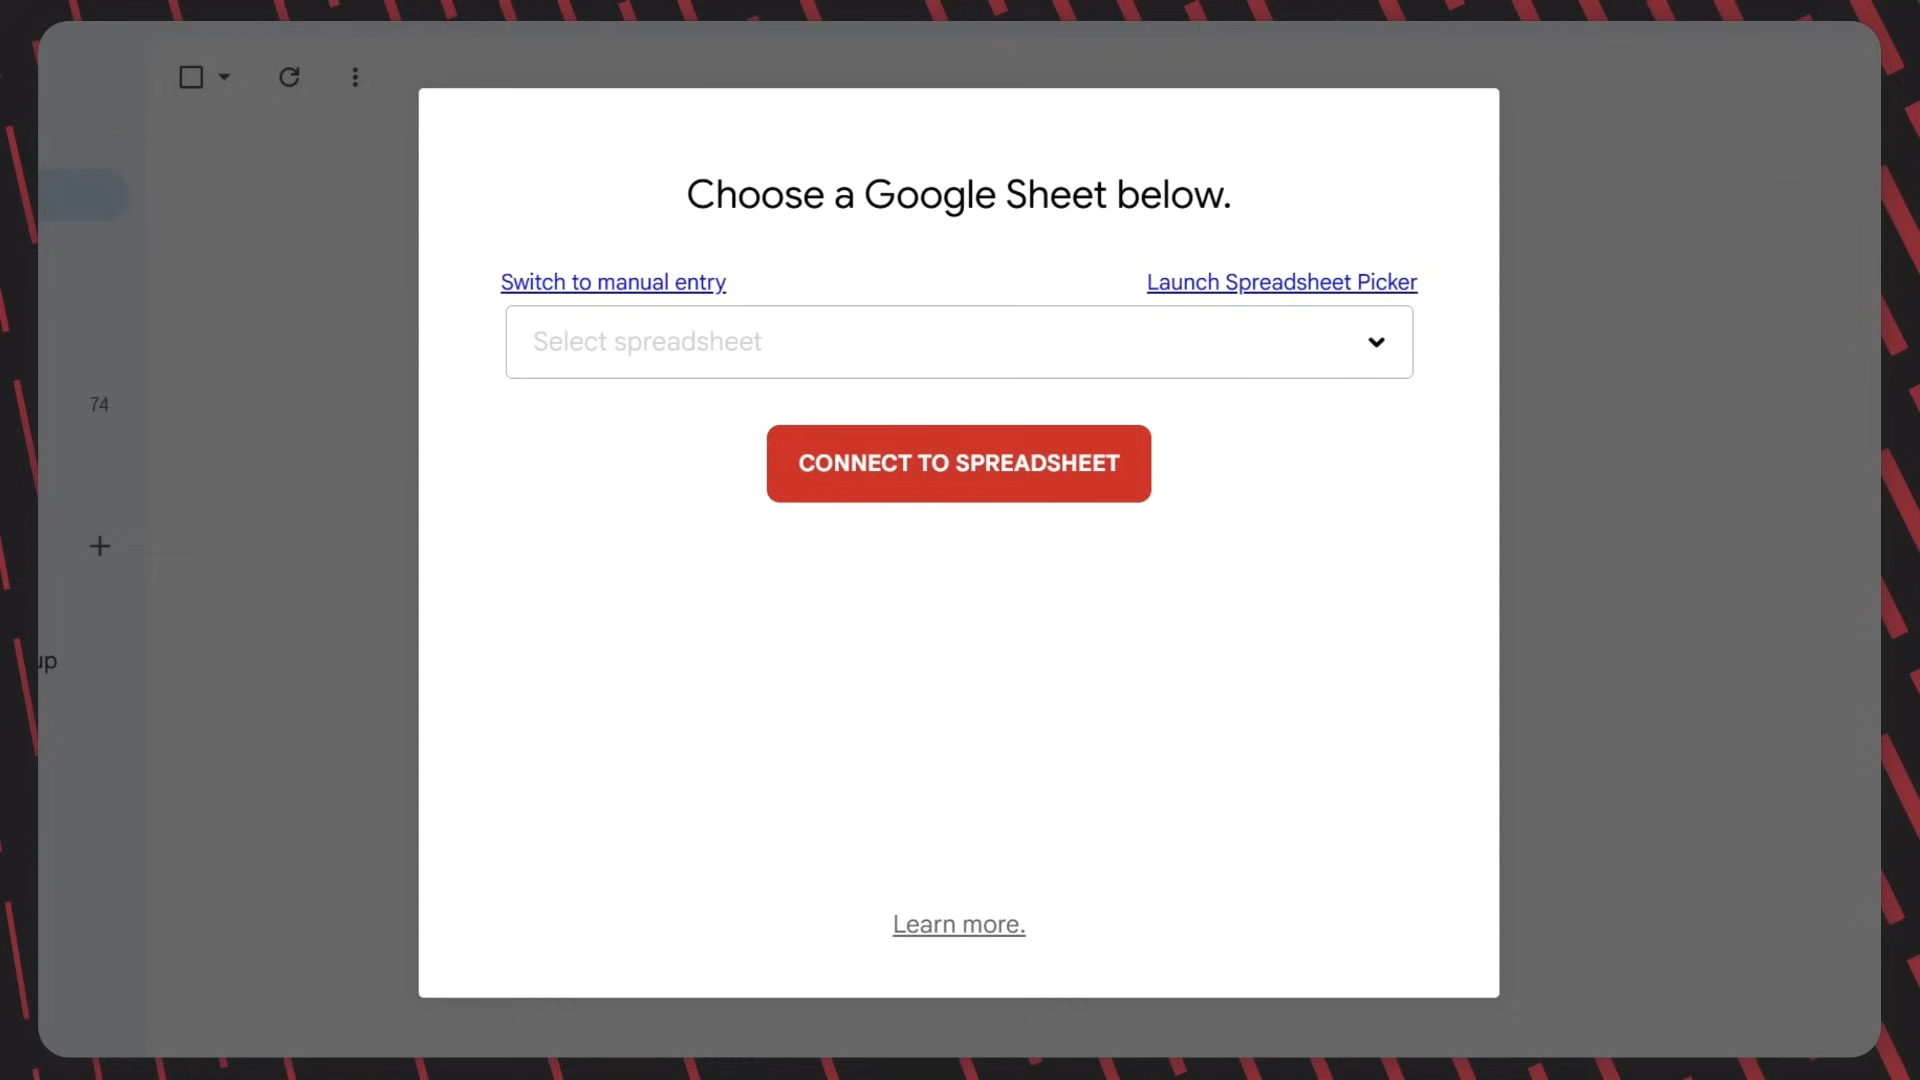 Choose a Google Sheet below.
Switch to manual entry
Launch Spreadsheet Picker
Select spreadsheet
CONNECT TO SPREADSHEET
74
up
Learn more.